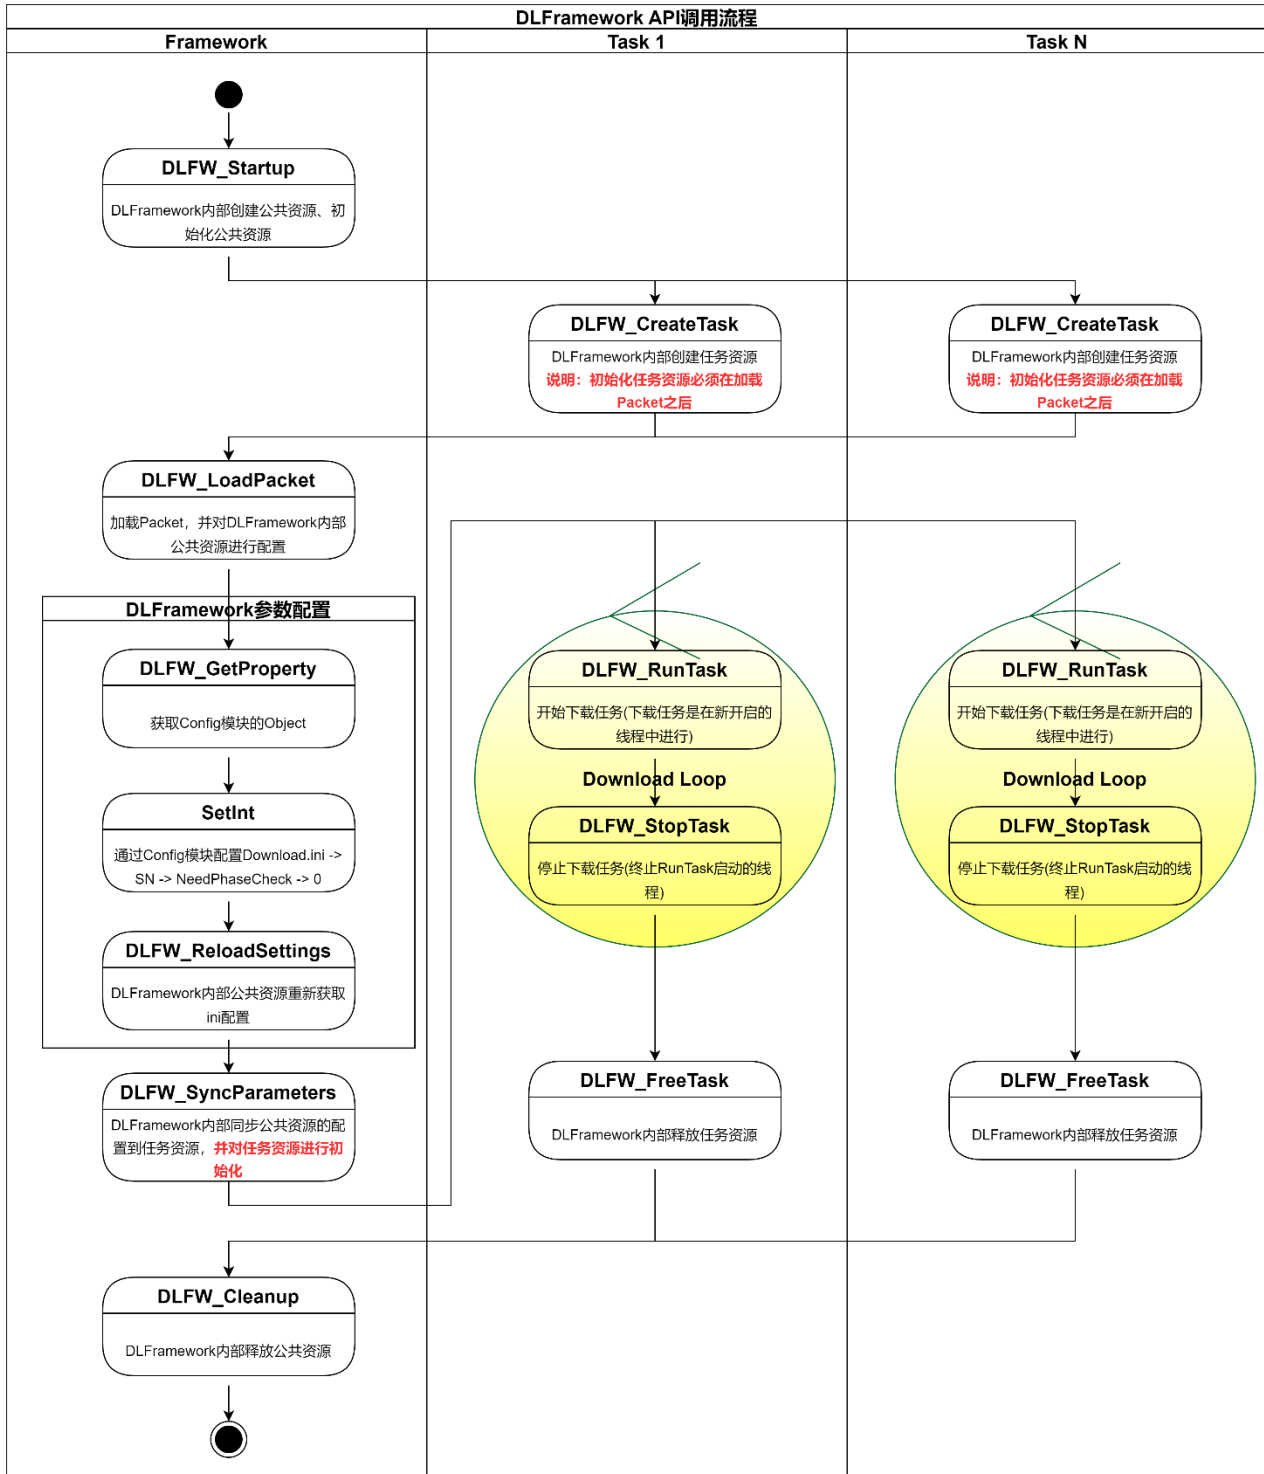 DLFramework API调用流程
Framework
Task 1
Task N
DLFW_Startup
DLFramework内部创建公共资源、初
始化公共资源
DLFW_CreateTask
DLFramework内部创建任务资源
说明：初始化任务资源必须在加载
Packet之后
DLFW_CreateTask
DLFramework内部创建任务资源
说明：初始化任务资源必须在加载
Packet之后
DLFW_LoadPacket
加载Packet，并对DLFramework内部
公共资源进行配置
DLFramework参数配置
DLFW_GetProperty
获取Config模块的Object
SetInt
通过Config模块配置Download.ini ->
SN -> NeedPhaseCheck -> 0
DLFW_ReloadSettings
DLFramework内部公共资源重新获取
ini配置
DLFW_SyncParameters
DLFramework内部同步公共资源的配
置到任务资源，并对任务资源进行初
始化
DLFW_RunTask
开始下载任务(下载任务是在新开启的
线程中进行)
Download Loop
DLFW_StopTask
停止下载任务(终止RunTask启动的线
程)
DLFW_FreeTask
DLFramework内部释放任务资源
DLFW_RunTask
开始下载任务(下载任务是在新开启的
线程中进行)
Download Loop
DLFW_StopTask
停止下载任务(终止RunTask启动的线
程)
DLFW_FreeTask
DLFramework内部释放任务资源
DLFW_Cleanup
DLFramework内部释放公共资源